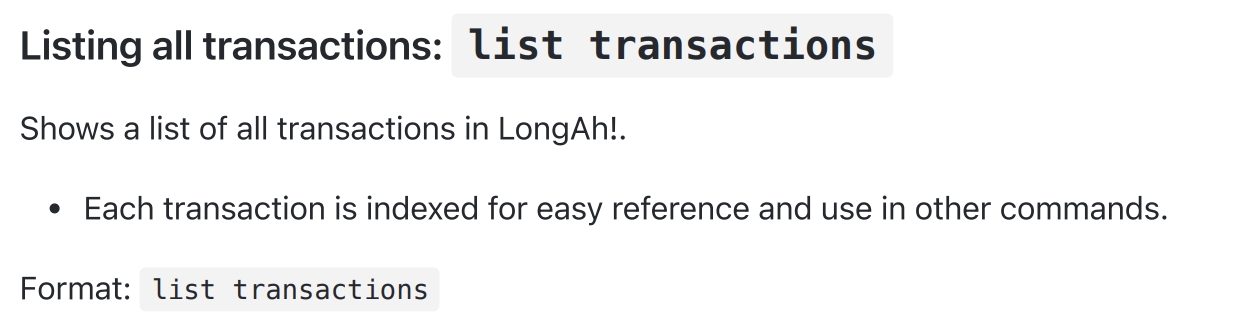 Listing all transactions: list transactions
Shows a list of all transactions in LongAh!.
• Each transaction is indexed for easy reference and use in other commands.
Format: list transactions